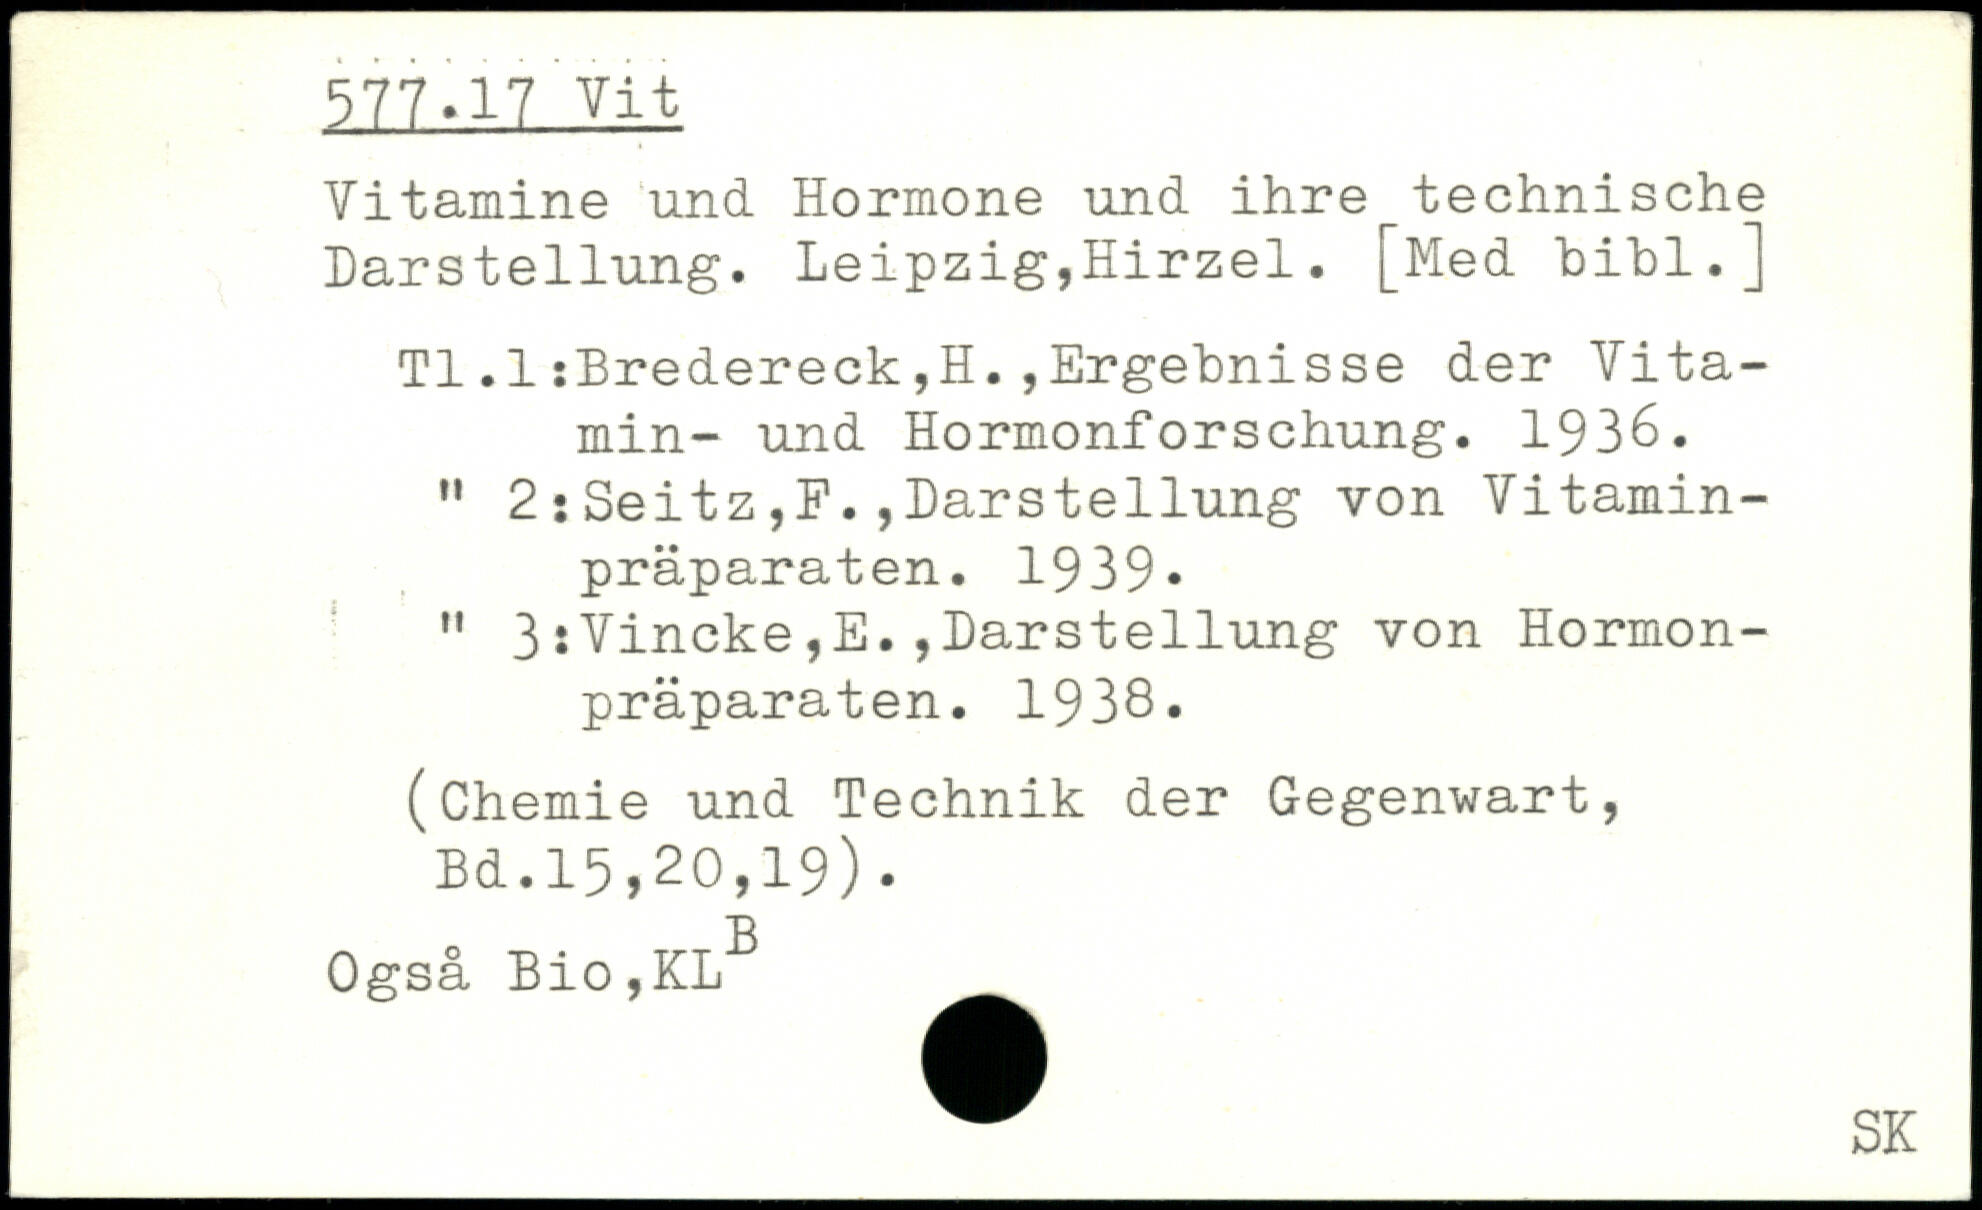 577.17 Vit
Vitamine und Hormone und ihre technische
Darstellung. Leipzig,Hirzel. [Med bibl.]
Tl.1:Bredereck,H.,Ergebnisse der Vita-
min- und Hormonforschung. 1936.
" 2:Seitz,F.,Darstellung von Vitamin-
präparaten. 1939.
" 3:Vincke,E.,Darstellung von Hormon-
präparaten. 1938.
(Chemie und Technik der Gegenwart,
Bd.15,20,19).
Også Bio,KL^B
SK